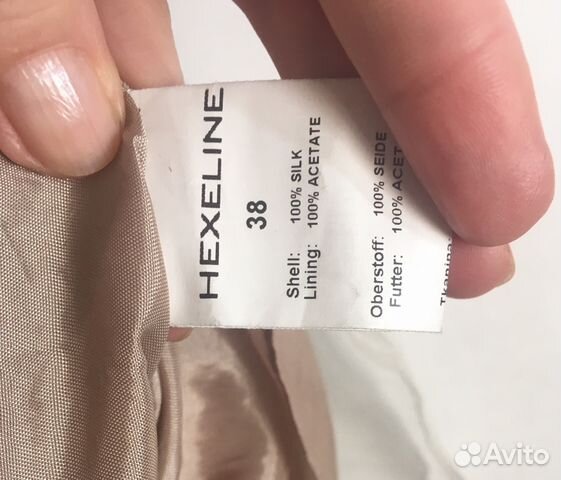 HEXELINE
38
Shell: 100% SILK
Lining: 100% ACETATE
Oberstoff: 100% SEIDE
Futter: 100% ACET
Avito